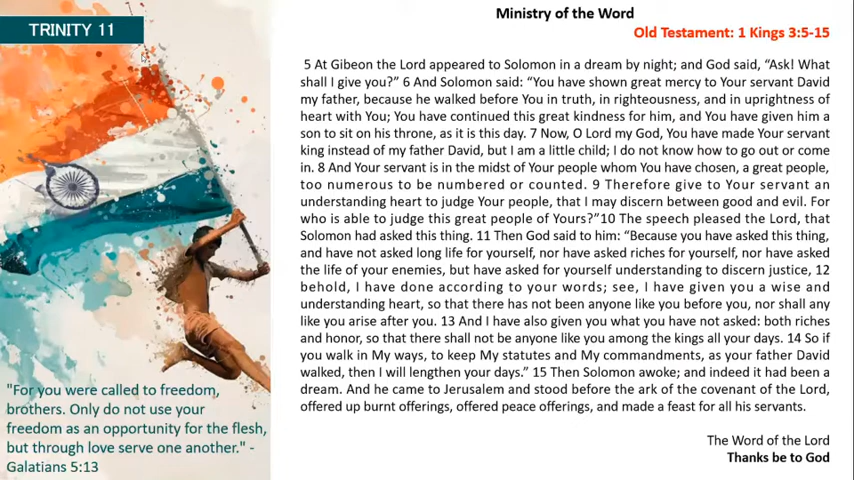 TRINITY 11
"For you were called to freedom,
brothers. Only do not use your
freedom as an opportunity for the flesh,
but through love serve one another." -
Galatians 5:13
Ministry of the Word
Old Testament: 1 Kings 3:5-15
5 At Gibeon the Lord appeared to Solomon in a dream by night; and God said, “Ask! What
shall I give you?” 6 And Solomon said: “You have shown great mercy to Your servant David
my father, because he walked before You in truth, in righteousness, and in uprightness of
heart with You; You have continued this great kindness for him, and You have given him a
son to sit on his throne, as it is this day. 7 Now, O Lord my God, You have made Your servant
king instead of my father David, but I am a little child; I do not know how to go out or come
in. 8 And Your servant is in the midst of Your people whom You have chosen, a great people,
too numerous to be numbered or counted. 9 Therefore give to Your servant an
understanding heart to judge Your people, that I may discern between good and evil. For
who is able to judge this great people of Yours?”10 The speech pleased the Lord, that
Solomon had asked this thing. 11 Then God said to him: “Because you have asked this thing,
and have not asked long life for yourself, nor have asked riches for yourself, nor have asked
the life of your enemies, but have asked for yourself understanding to discern justice, 12
behold, I have done according to your words; see, I have given you a wise and
understanding heart, so that there has not been anyone like you before you, nor shall any
like you arise after you. 13 And I have also given you what you have not asked: both riches
and honor, so that there shall not be anyone like you among the kings all your days. 14 So if
you walk in My ways, to keep My statutes and My commandments, as your father David
walked, then I will lengthen your days.” 15 Then Solomon awoke; and indeed it had been a
dream. And he came to Jerusalem and stood before the ark of the covenant of the Lord,
offered up burnt offerings, offered peace offerings, and made a feast for all his servants.
The Word of the Lord
Thanks be to God